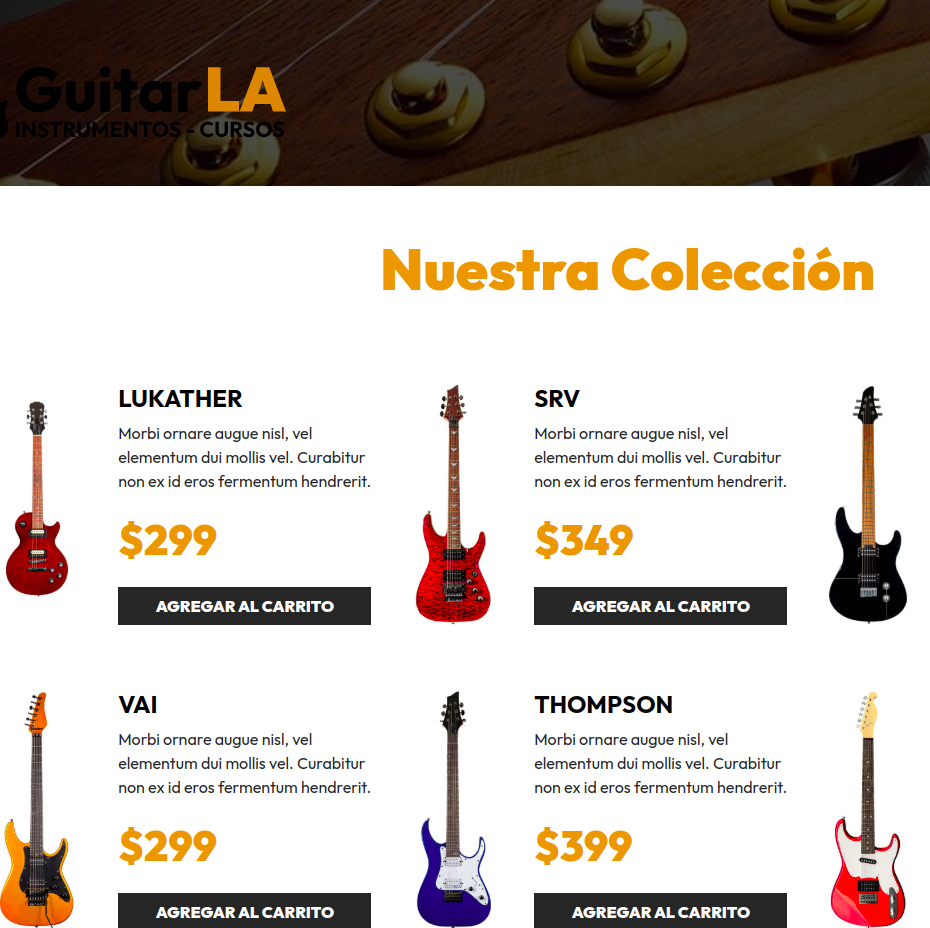 GuitarLA
INSTRUMENTOS - CURSOS
Nuestra Colección
LUKATHER
Morbi ornare augue nisl, vel
elementum dui mollis vel. Curabitur
non ex id eros fermentum hendrerit.
$299
AGREGAR AL CARRITO
SRV
Morbi ornare augue nisl, vel
elementum dui mollis vel. Curabitur
non ex id eros fermentum hendrerit.
$349
AGREGAR AL CARRITO
VAI
Morbi ornare augue nisl, vel
elementum dui mollis vel. Curabitur
non ex id eros fermentum hendrerit.
$299
AGREGAR AL CARRITO
THOMPSON
Morbi ornare augue nisl, vel
elementum dui mollis vel. Curabitur
non ex id eros fermentum hendrerit.
$399
AGREGAR AL CARRITO